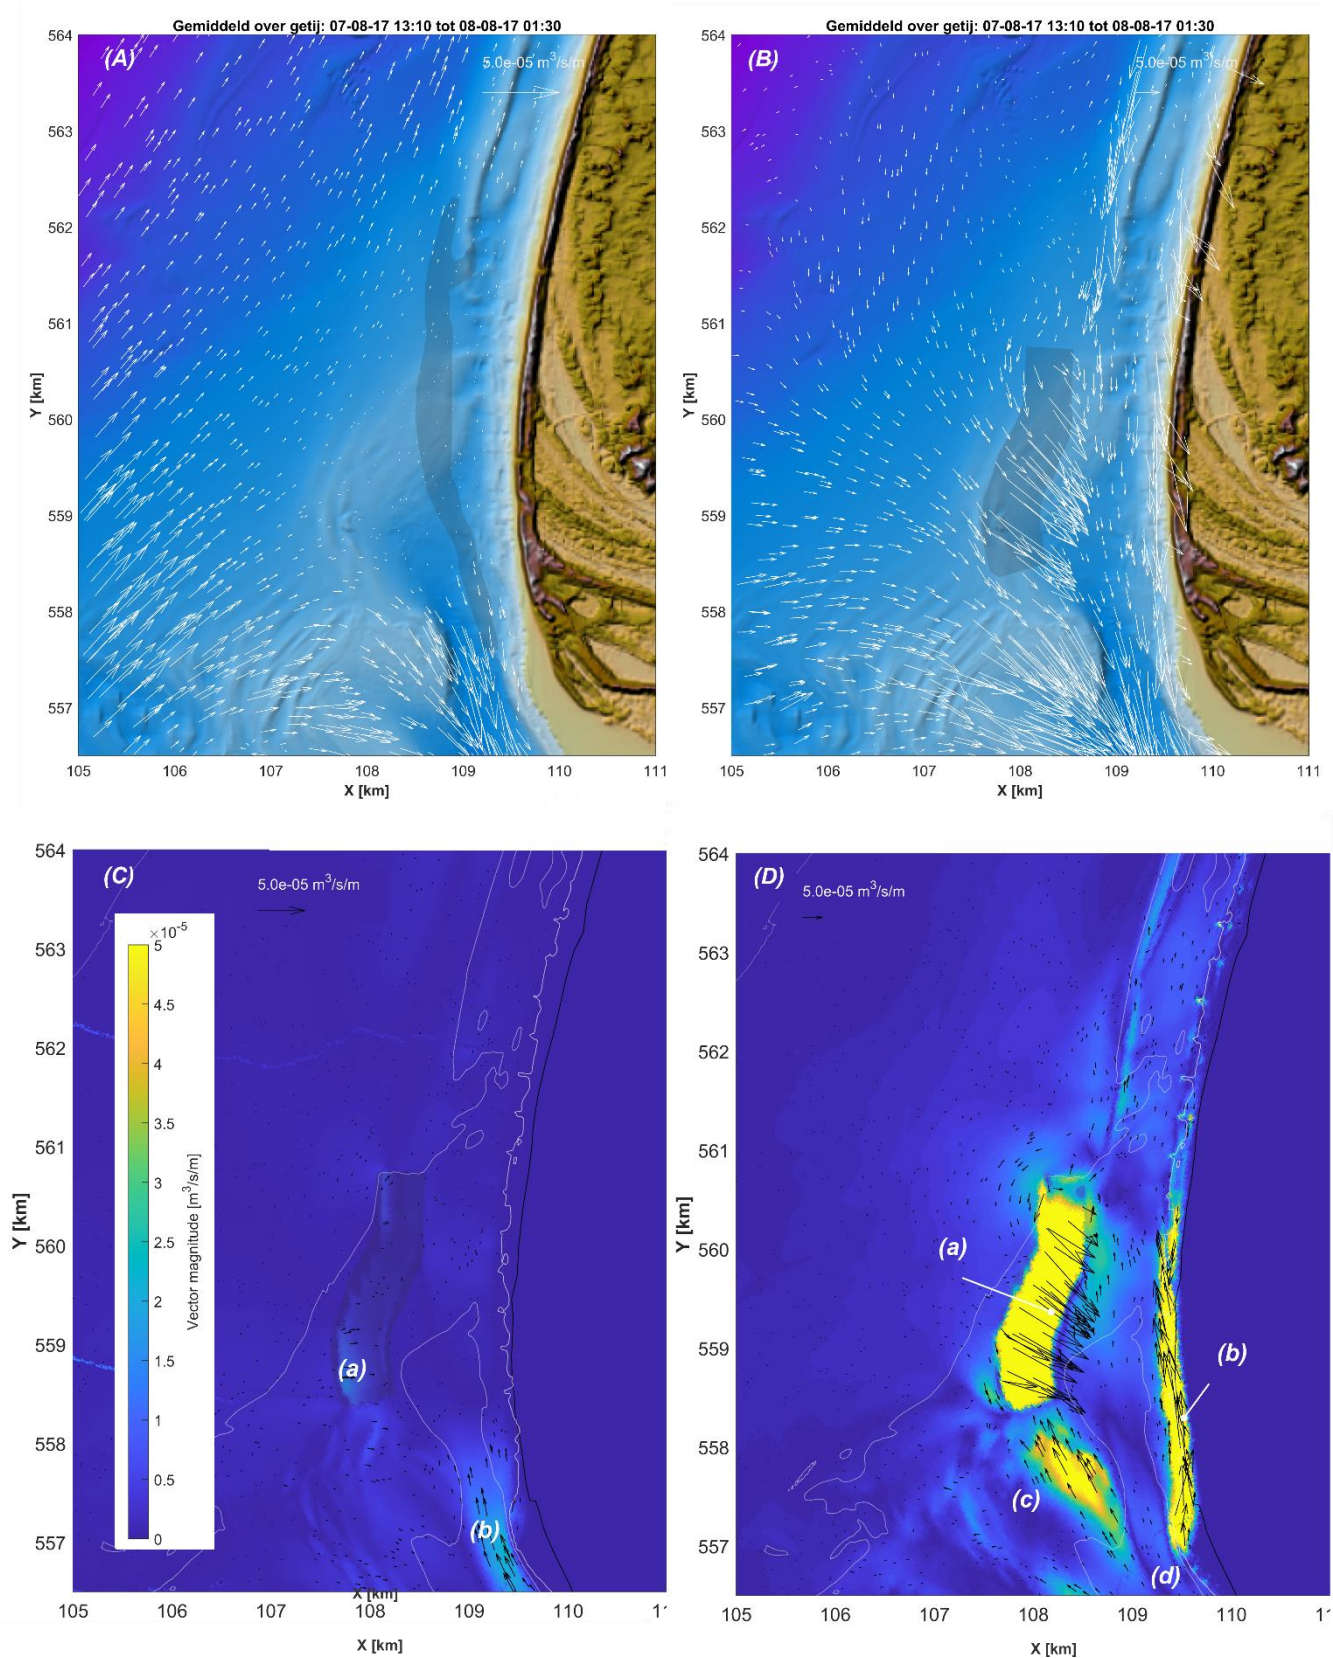 Gemiddeld over getij: 07-08-17 13:10 tot 08-08-17 01:30
(A)
5.0e-05 m³/s/m
564
563
562
561
560
559
558
557
Y [km]
105 106 107 108 109 110 111
X [km]
Gemiddeld over getij: 07-08-17 13:10 tot 08-08-17 01:30
(B)
5.0e-05 m³/s/m
564
563
562
561
560
559
558
557
Y [km]
105 106 107 108 109 110 111
X [km]
(C)
5.0e-05 m³/s/m
×10⁻⁵
5
4.5
4
3.5
3
2.5
2
1.5
1
0.5
0
Vector magnitude [m³/s/m]
(a)
(b)
564
563
562
561
560
559
558
557
Y [km]
X [km]
105 106 107 108 109 110 11
X [km]
(D)
5.0e-05 m³/s/m
(a)
(b)
(c)
(d)
564
563
562
561
560
559
558
557
Y [km]
105 106 107 108 109 110 11
X [km]